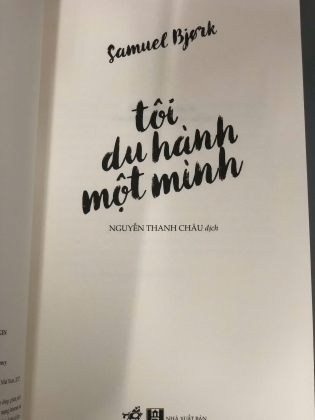 Samuel Bjørk
tôi
du hành
một mình
NGUYỄN THANH CHÂU dịch
NHÀ XUẤT BẢN